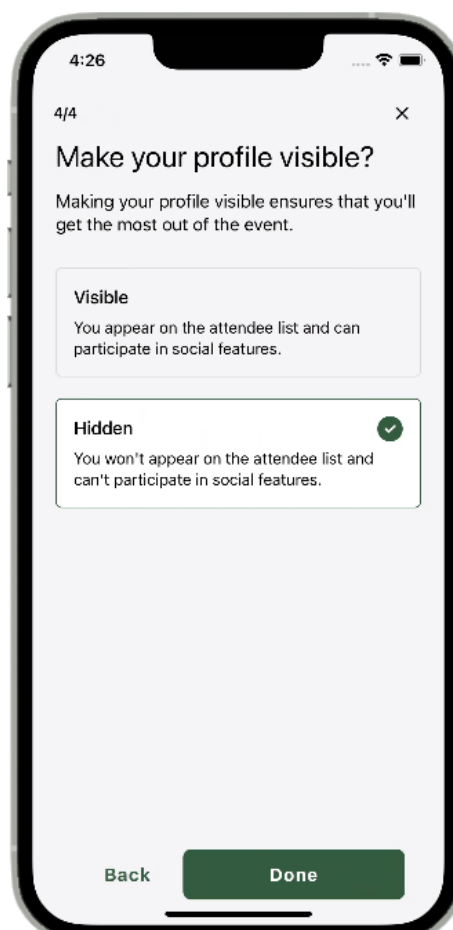 4:26
4/4
Make your profile visible?
Making your profile visible ensures that you'll
get the most out of the event.
Visible
You appear on the attendee list and can
participate in social features.
Hidden
You won't appear on the attendee list and
can't participate in social features.
Back Done